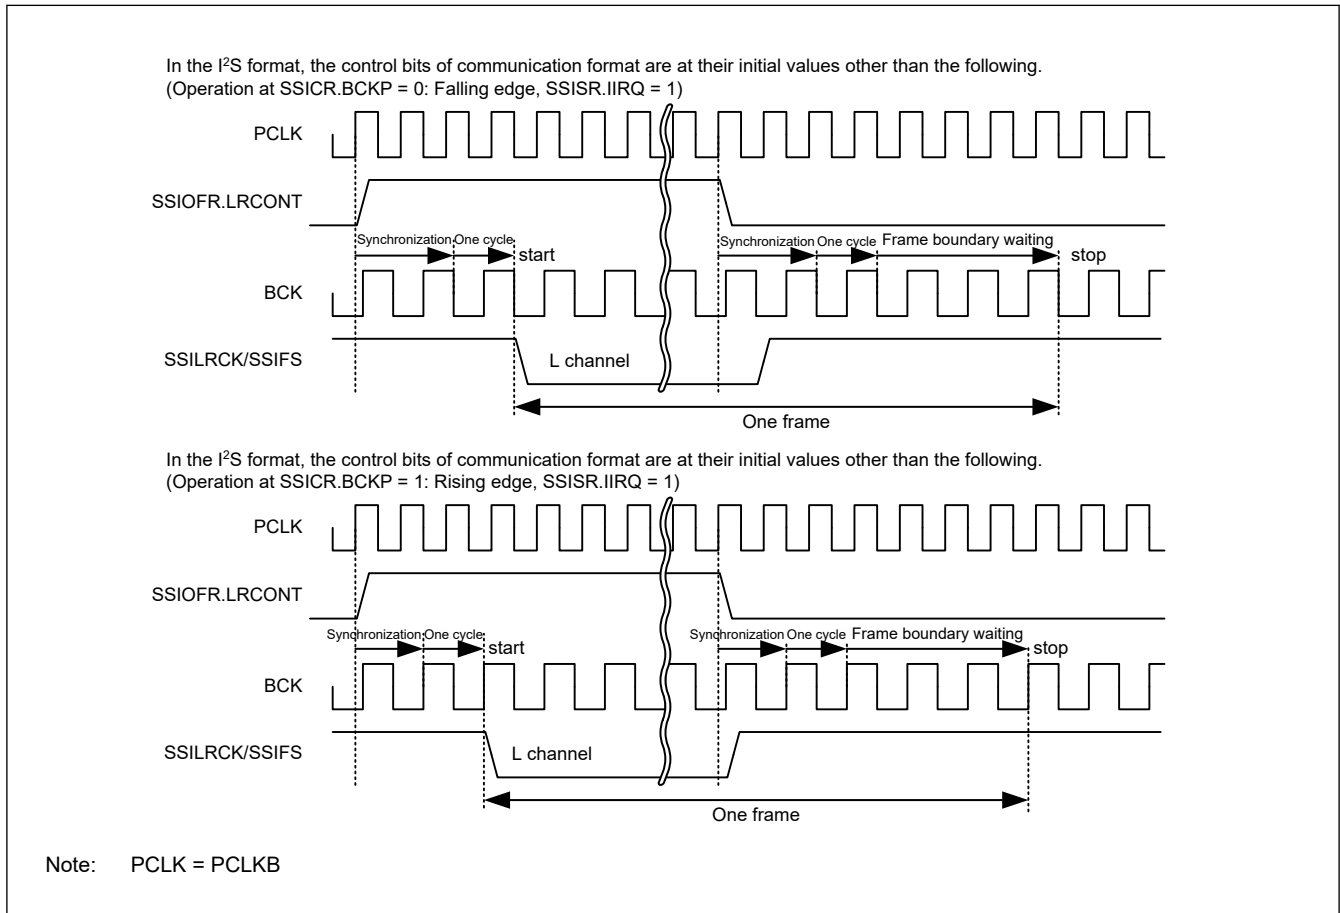 In the I²S format, the control bits of communication format are at their initial values other than the following.
(Operation at SSICR.BCKP = 0: Falling edge, SSISR.IIRQ = 1)
PCLK
SSIOFR.LRCONT
Synchronization One cycle start
Synchronization One cycle Frame boundary waiting stop
BCK
SSILRCK/SSIFS
L channel
One frame
In the I²S format, the control bits of communication format are at their initial values other than the following.
(Operation at SSICR.BCKP = 1: Rising edge, SSISR.IIRQ = 1)
PCLK
SSIOFR.LRCONT
Synchronization One cycle start
Synchronization One cycle Frame boundary waiting stop
BCK
SSILRCK/SSIFS
L channel
One frame
Note: PCLK = PCLKB